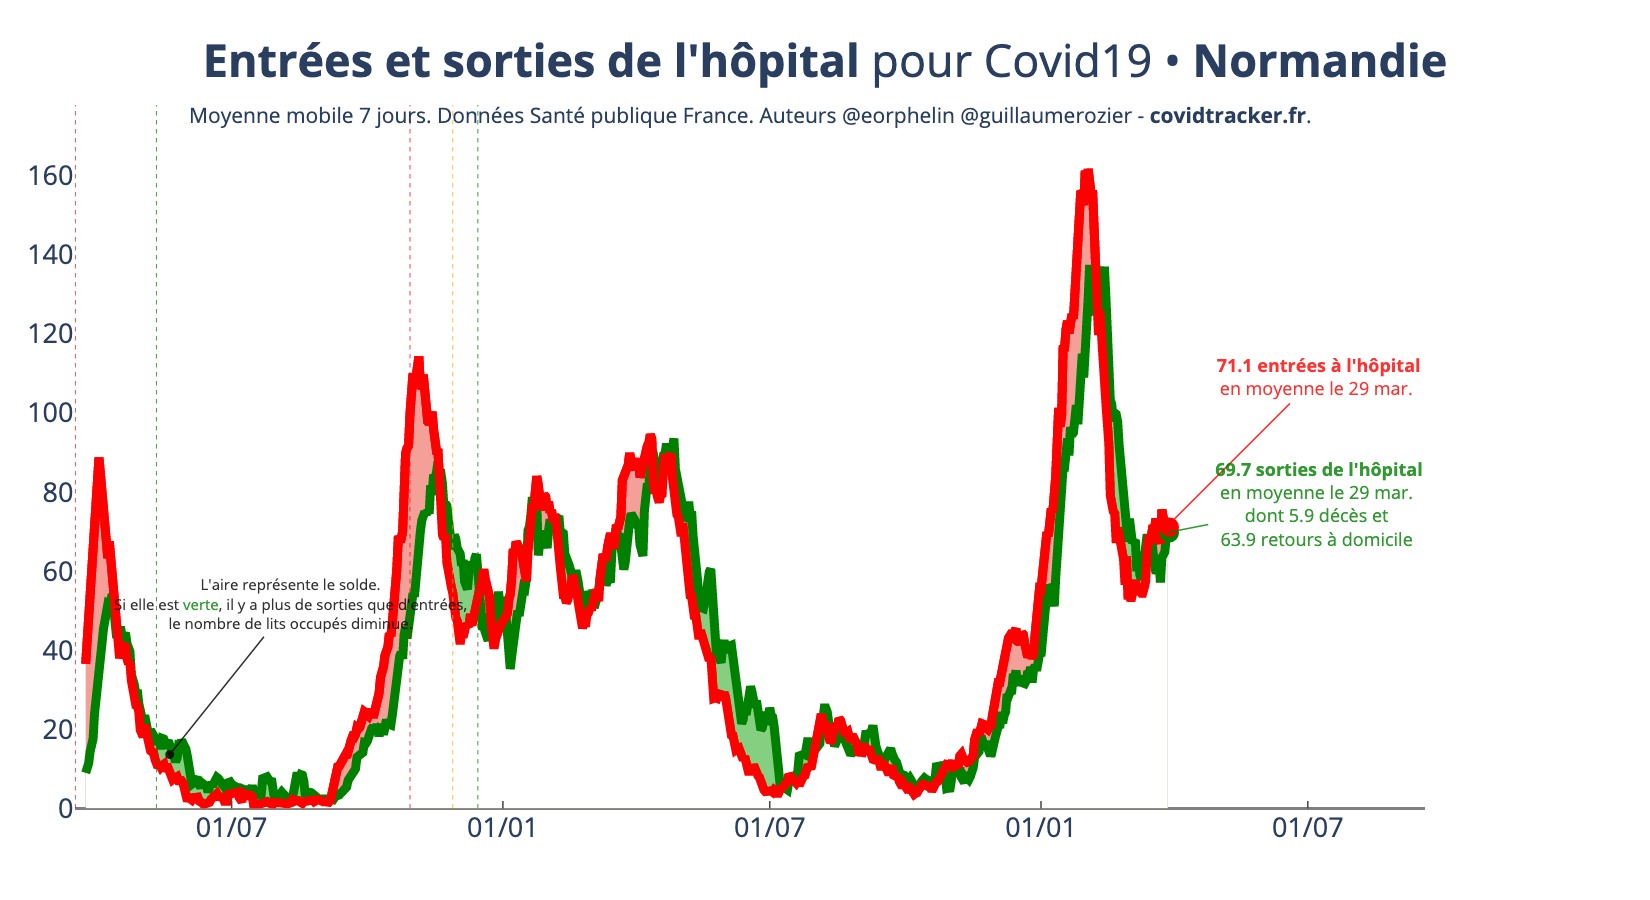 Entrées et sorties de l'hôpital pour Covid19 • Normandie
Moyenne mobile 7 jours. Données Santé publique France. Auteurs @eorphelin @guillaumerozier - covidtracker.fr.
160
140
120
100
80
60
40
20
0
71.1 entrées à l'hôpital
en moyenne le 29 mar.
69.7 sorties de l'hôpital
en moyenne le 29 mar.
dont 5.9 décès et
63.9 retours à domicile
L'aire représente le solde.
Si elle est verte, il y a plus de sorties que d'entrées,
le nombre de lits occupés diminue.
01/07
01/01
01/07
01/01
01/07